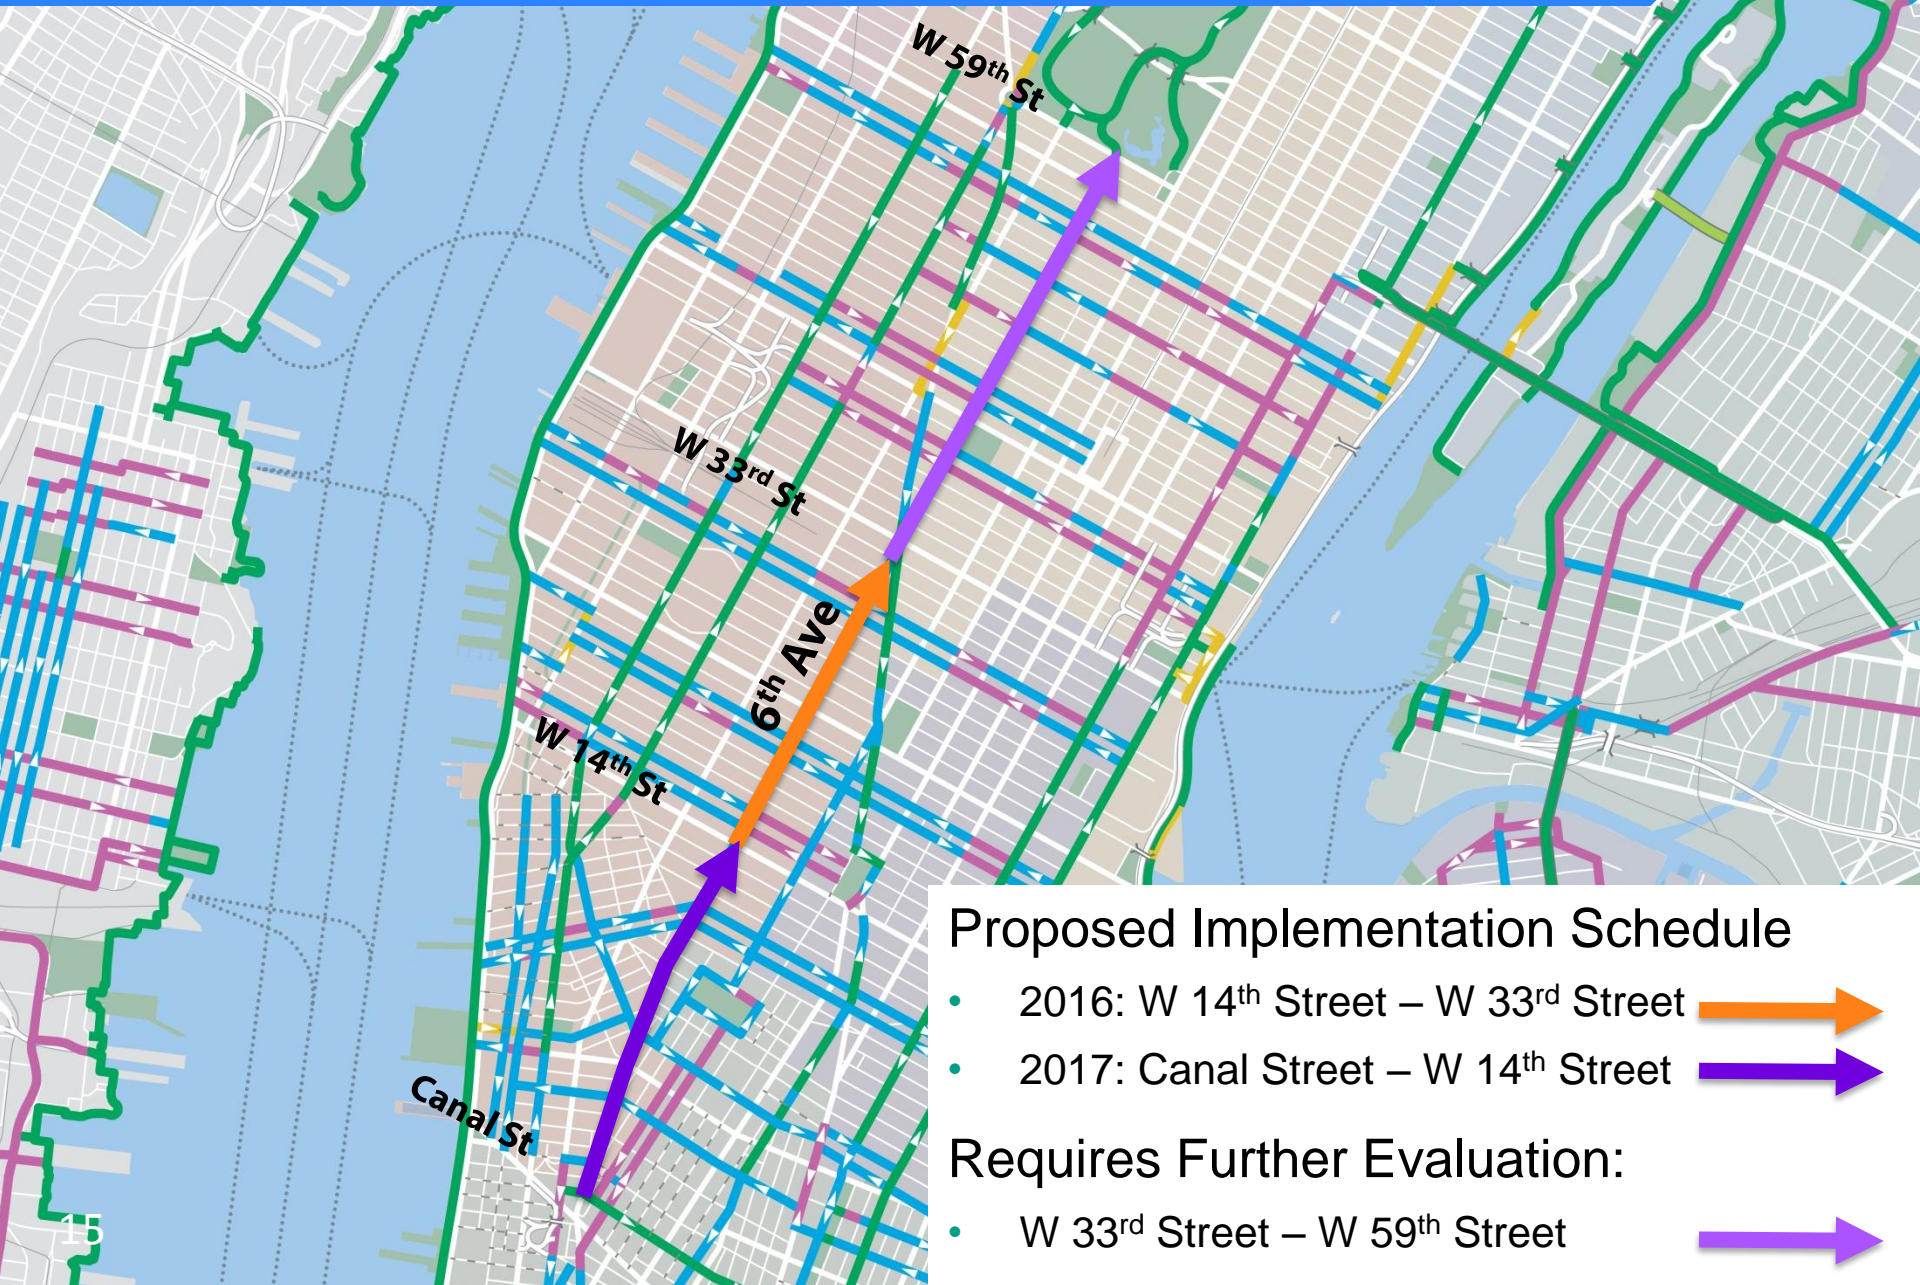 W 59th St
W 33rd St
6th Ave
W 14th St
Canal St
Proposed Implementation Schedule
• 2016: W 14th Street – W 33rd Street
• 2017: Canal Street – W 14th Street
Requires Further Evaluation:
• W 33rd Street – W 59th Street
15